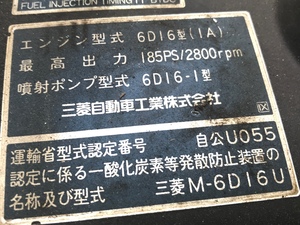 FUEL INJECTION TIMING 11° BTDC
エンジン型式 6D16型(1A)
最高出力 185PS/2800rpm
噴射ポンプ型式 6D16-1型
三菱自動車工業株式会社
IX
運輸省型式認定番号 自公U055
認定に係る一酸化炭素等発散防止装置の
名称及び型式 三菱M-6D16U